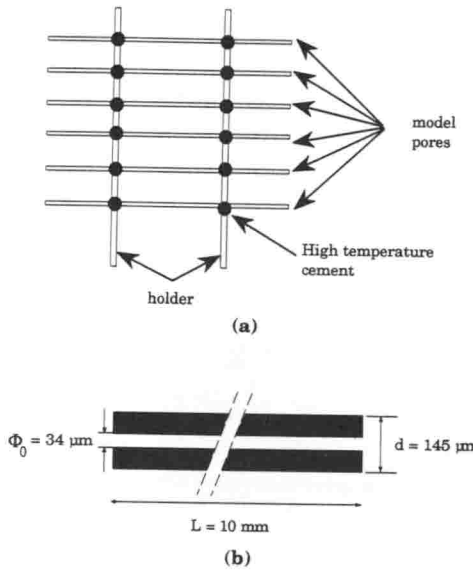 model
pores
High temperature
cement
holder
(a)
Φ₀ = 34 μm
d = 145 μm
L = 10 mm
(b)